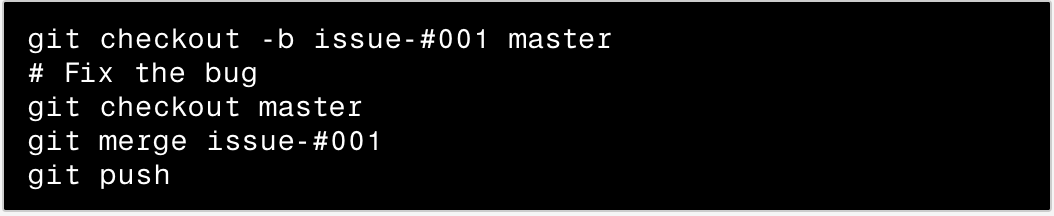 git checkout -b issue-#001 master
# Fix the bug
git checkout master
git merge issue-#001
git push